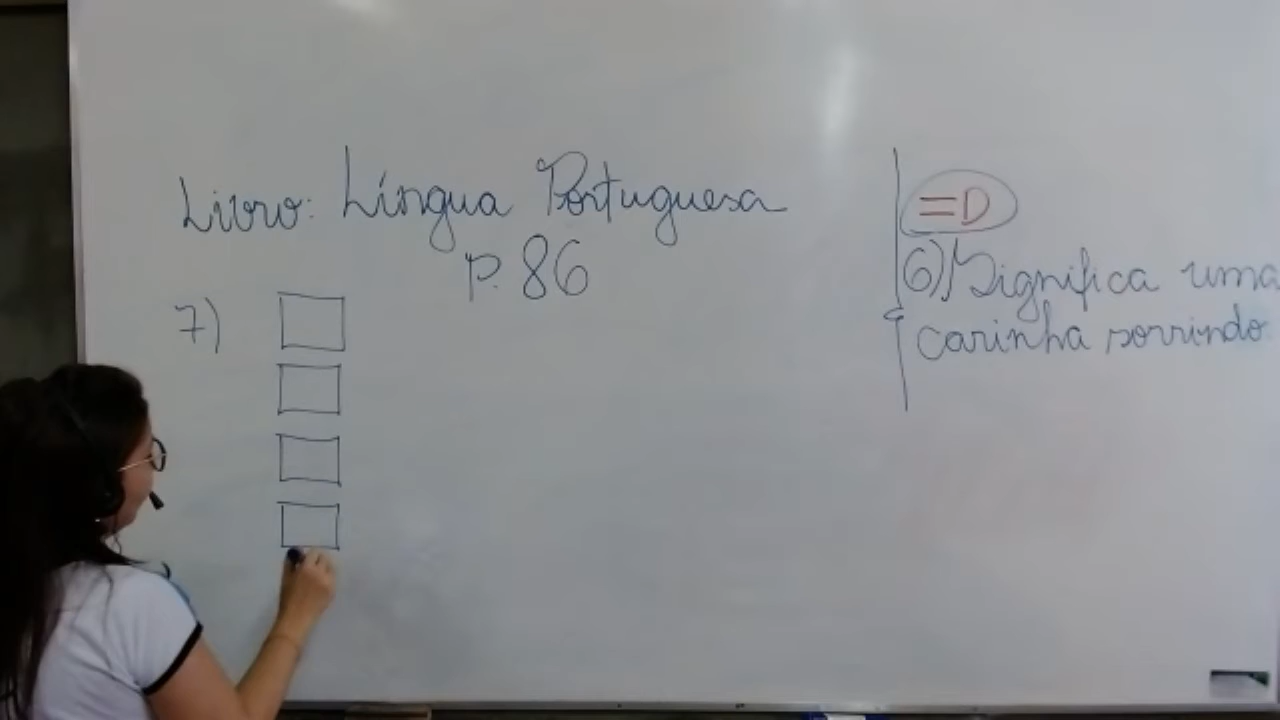 Livro: Língua Portuguesa
p. 86
7)
=D
6) Significa uma
carinha sorrindo.